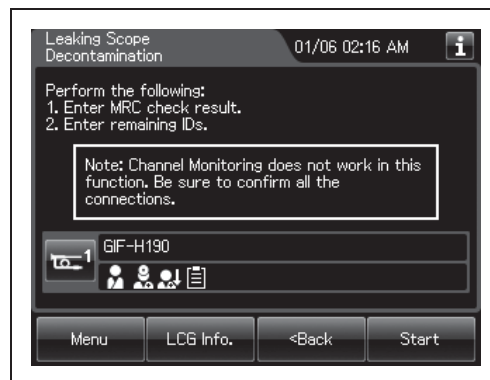 Leaking Scope
Decontamination
01/06 02:16 AM
i
Perform the following:
1. Enter MRC check result.
2. Enter remaining IDs.
Note: Channel Monitoring does not work in this
function. Be sure to confirm all the
connections.
1
GIF-H190
Menu
LCG Info.
<Back
Start